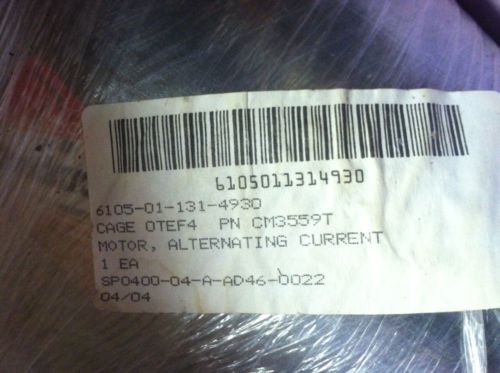 6105011314930
6105-01-131-4930
CAGE 0TEF4 PN CM3559T
MOTOR, ALTERNATING CURRENT
1 EA
SP0400-04-A-AD46-0022
04/04